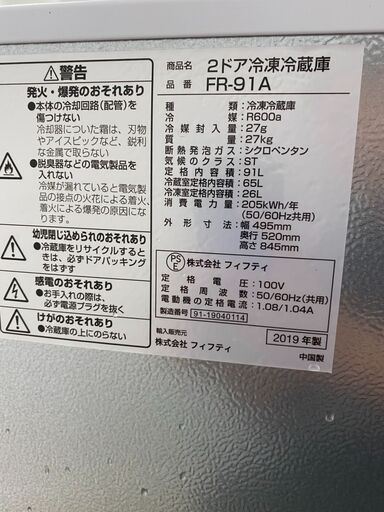 ⚠警告
発火・爆発のおそれあり
●本体の冷却回路(配管)を
傷つけない
冷却器についた霜は、刃物
やアイスピックなど、鋭利
な金属で取らない
●脱臭器などの電気製品を
入れない
冷媒が漏れていると電気製
品の接点の火花による着火、
着火による爆発の原因に
なります。
幼児閉じ込められのおそれあり
●冷蔵庫をリサイクルするとき
は、必ずドアパッキング
をはずす
感電のおそれあり
●お手入れの際は、
必ず電源プラグを抜く
けがのおそれあり
●冷蔵庫の上にのらない
商品名 2ドア冷凍冷蔵庫
品番 FR-91A
種類:冷凍冷蔵庫
冷媒:R600a
冷媒封入量:27g
質量:27kg
断熱発泡ガス:シクロペンタン
気候のクラス:ST
定格内容積:91L
冷蔵室定格内容積:65L
冷凍室定格内容積:26L
消費電力量:205kWh/年
(50/60Hz共用)
外形寸法:幅 495mm
奥行 520mm
高さ 845mm
PS
E
株式会社 フィフティ
定格電圧:100V
定格周波数:50/60Hz(共用)
電動機の定格電流:1.08/1.04A
製造番号 91-19040114
輸入販売元
株式会社 フィフティ
2019 年製
中国製